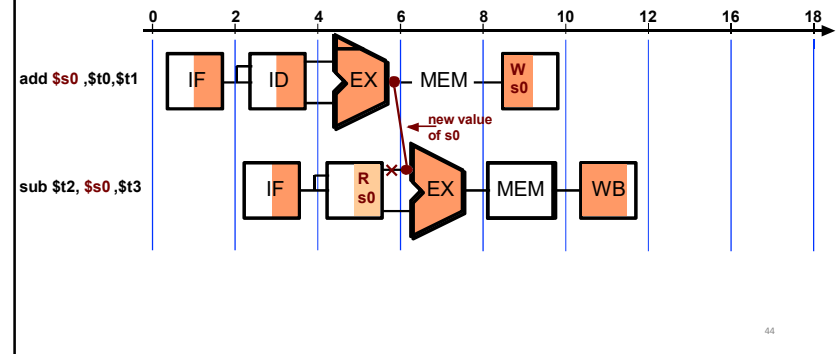 0 2 4 6 8 10 12 14 16 18
add $s0 ,$t0,$t1
IF ID EX MEM W s0
new value
of s0
sub $t2, $s0 ,$t3
IF R s0 EX MEM WB
44